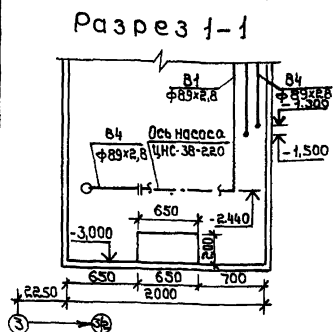 Разрез 1-1
В1
ф89х2,8
В4
ф89х2,8
-1.300
-1,500
В4
ф89х2,8
Ось насоса
ЦНС-38-220
650
-2.440
-3,000
200
650
650
700
2250
2000
3